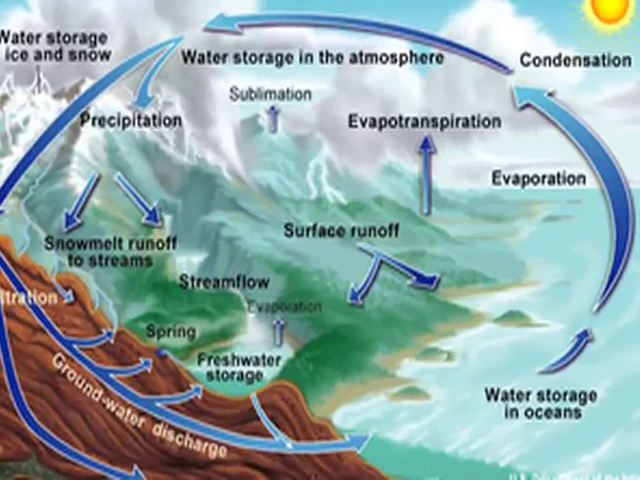 Water storage
ice and snow
Water storage in the atmosphere
Condensation
Sublimation
Precipitation
Evapotranspiration
Evaporation
Surface runoff
Snowmelt runoff
to streams
Streamflow
Evaporation
Spring
Freshwater
storage
Ground-water discharge
Water storage
in oceans